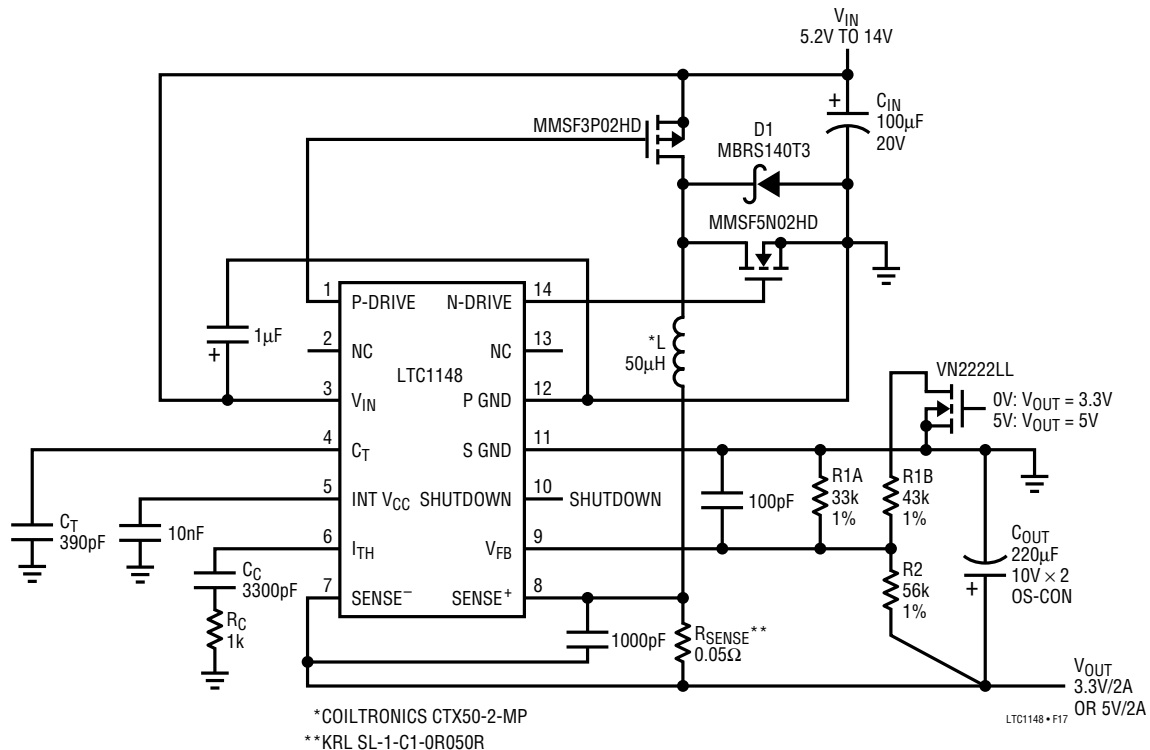 VIN
5.2V TO 14V
MMSF3P02HD
D1
MBRS140T3
+
CIN
100µF
20V
MMSF5N02HD
1
P-DRIVE
N-DRIVE
14
1µF
+
2
NC
NC
13
*L
50µH
LTC1148
VN2222LL
3
VIN
P GND
12
0V: VOUT = 3.3V
5V: VOUT = 5V
4
CT
S GND
11
5
INT VCC
SHUTDOWN
10
SHUTDOWN
100pF
R1A
33k
1%
R1B
43k
1%
CT
390pF
10nF
6
ITH
VFB
9
COUT
220µF
10V × 2
OS-CON
+
CC
3300pF
R2
56k
1%
7
SENSE–
SENSE+
8
RC
1k
1000pF
RSENSE**
0.05Ω
VOUT
3.3V/2A
OR 5V/2A
*COILTRONICS CTX50-2-MP
LTC1148 • F17
**KRL SL-1-C1-0R050R